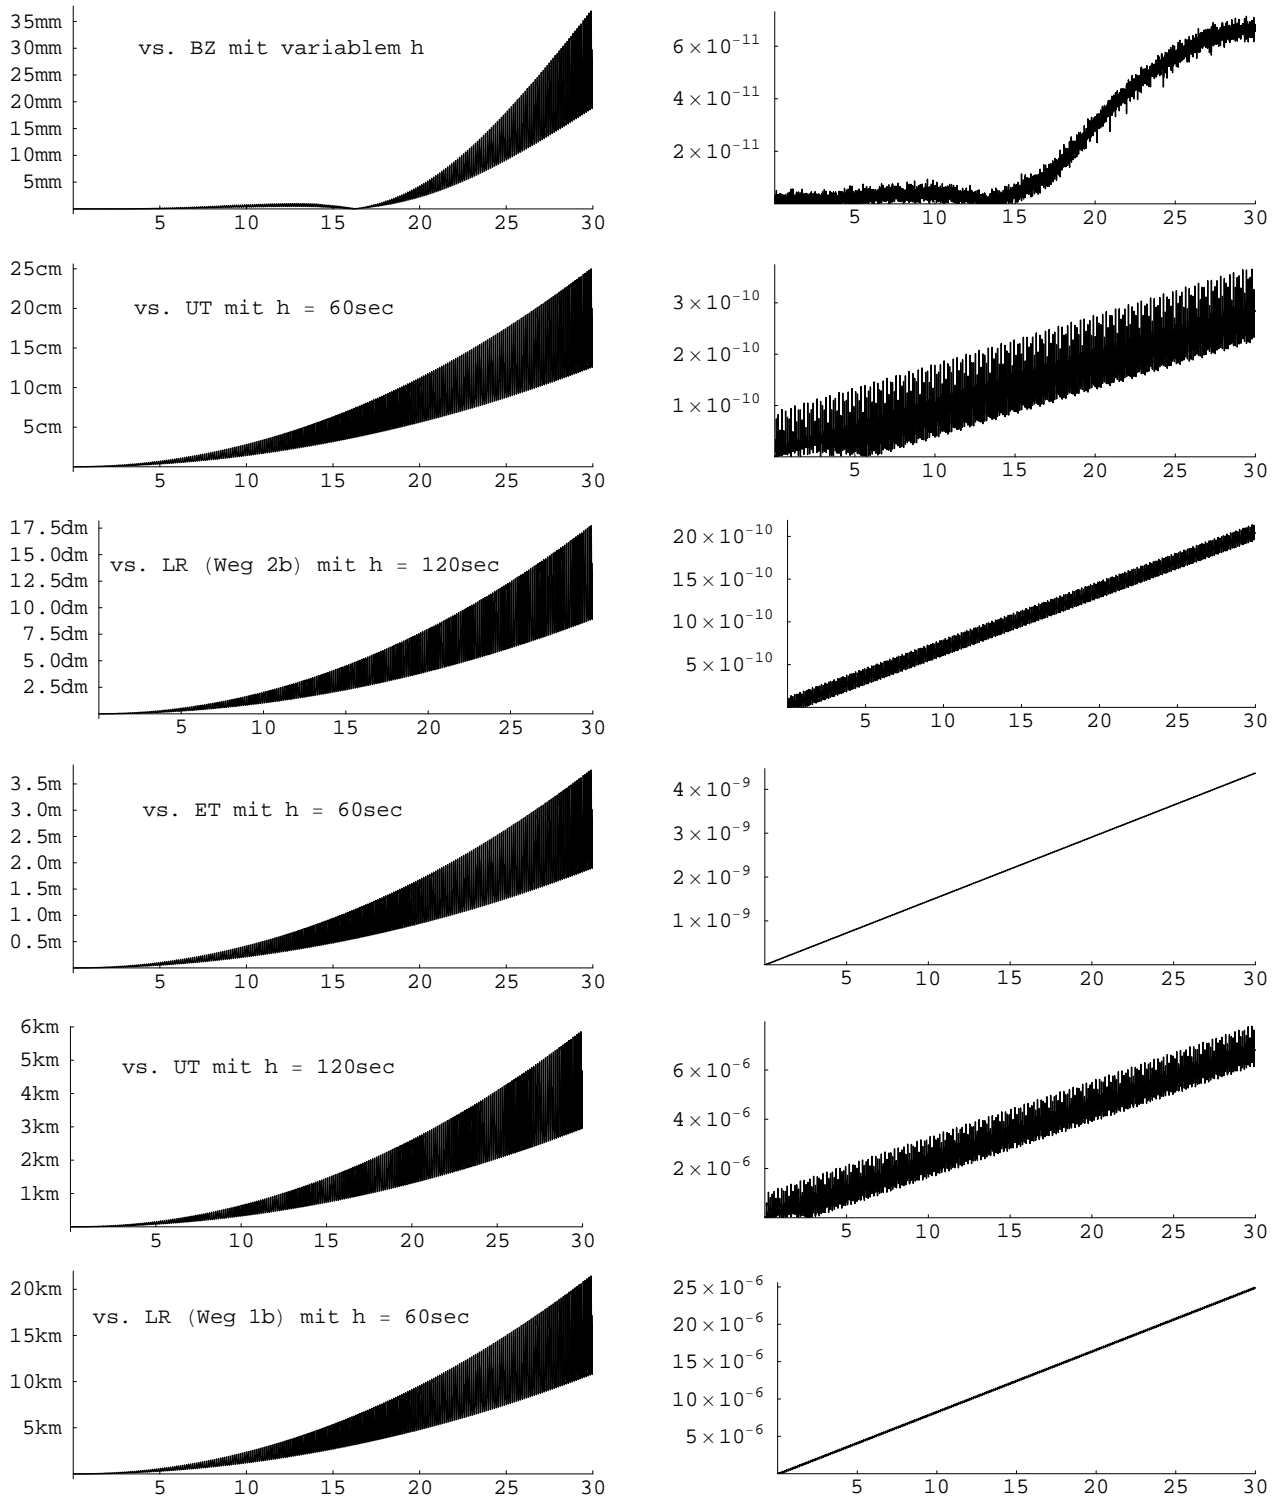 35mm
30mm
25mm
20mm
15mm
10mm
5mm
vs. BZ mit variablem h
5 10 15 20 25 30
6×10⁻¹¹
4×10⁻¹¹
2×10⁻¹¹
5 10 15 20 25 30
25cm
20cm
15cm
10cm
5cm
vs. UT mit h = 60sec
5 10 15 20 25 30
3×10⁻¹⁰
2×10⁻¹⁰
1×10⁻¹⁰
5 10 15 20 25 30
17.5dm
15.0dm
12.5dm
10.0dm
7.5dm
5.0dm
2.5dm
vs. LR (Weg 2b) mit h = 120sec
5 10 15 20 25 30
20×10⁻¹⁰
15×10⁻¹⁰
10×10⁻¹⁰
5×10⁻¹⁰
5 10 15 20 25 30
3.5m
3.0m
2.5m
2.0m
1.5m
1.0m
0.5m
vs. ET mit h = 60sec
5 10 15 20 25 30
4×10⁻⁹
3×10⁻⁹
2×10⁻⁹
1×10⁻⁹
5 10 15 20 25 30
6km
5km
4km
3km
2km
1km
vs. UT mit h = 120sec
5 10 15 20 25 30
6×10⁻⁶
4×10⁻⁶
2×10⁻⁶
5 10 15 20 25 30
20km
15km
10km
5km
vs. LR (Weg 1b) mit h = 60sec
5 10 15 20 25 30
25×10⁻⁶
20×10⁻⁶
15×10⁻⁶
10×10⁻⁶
5×10⁻⁶
5 10 15 20 25 30